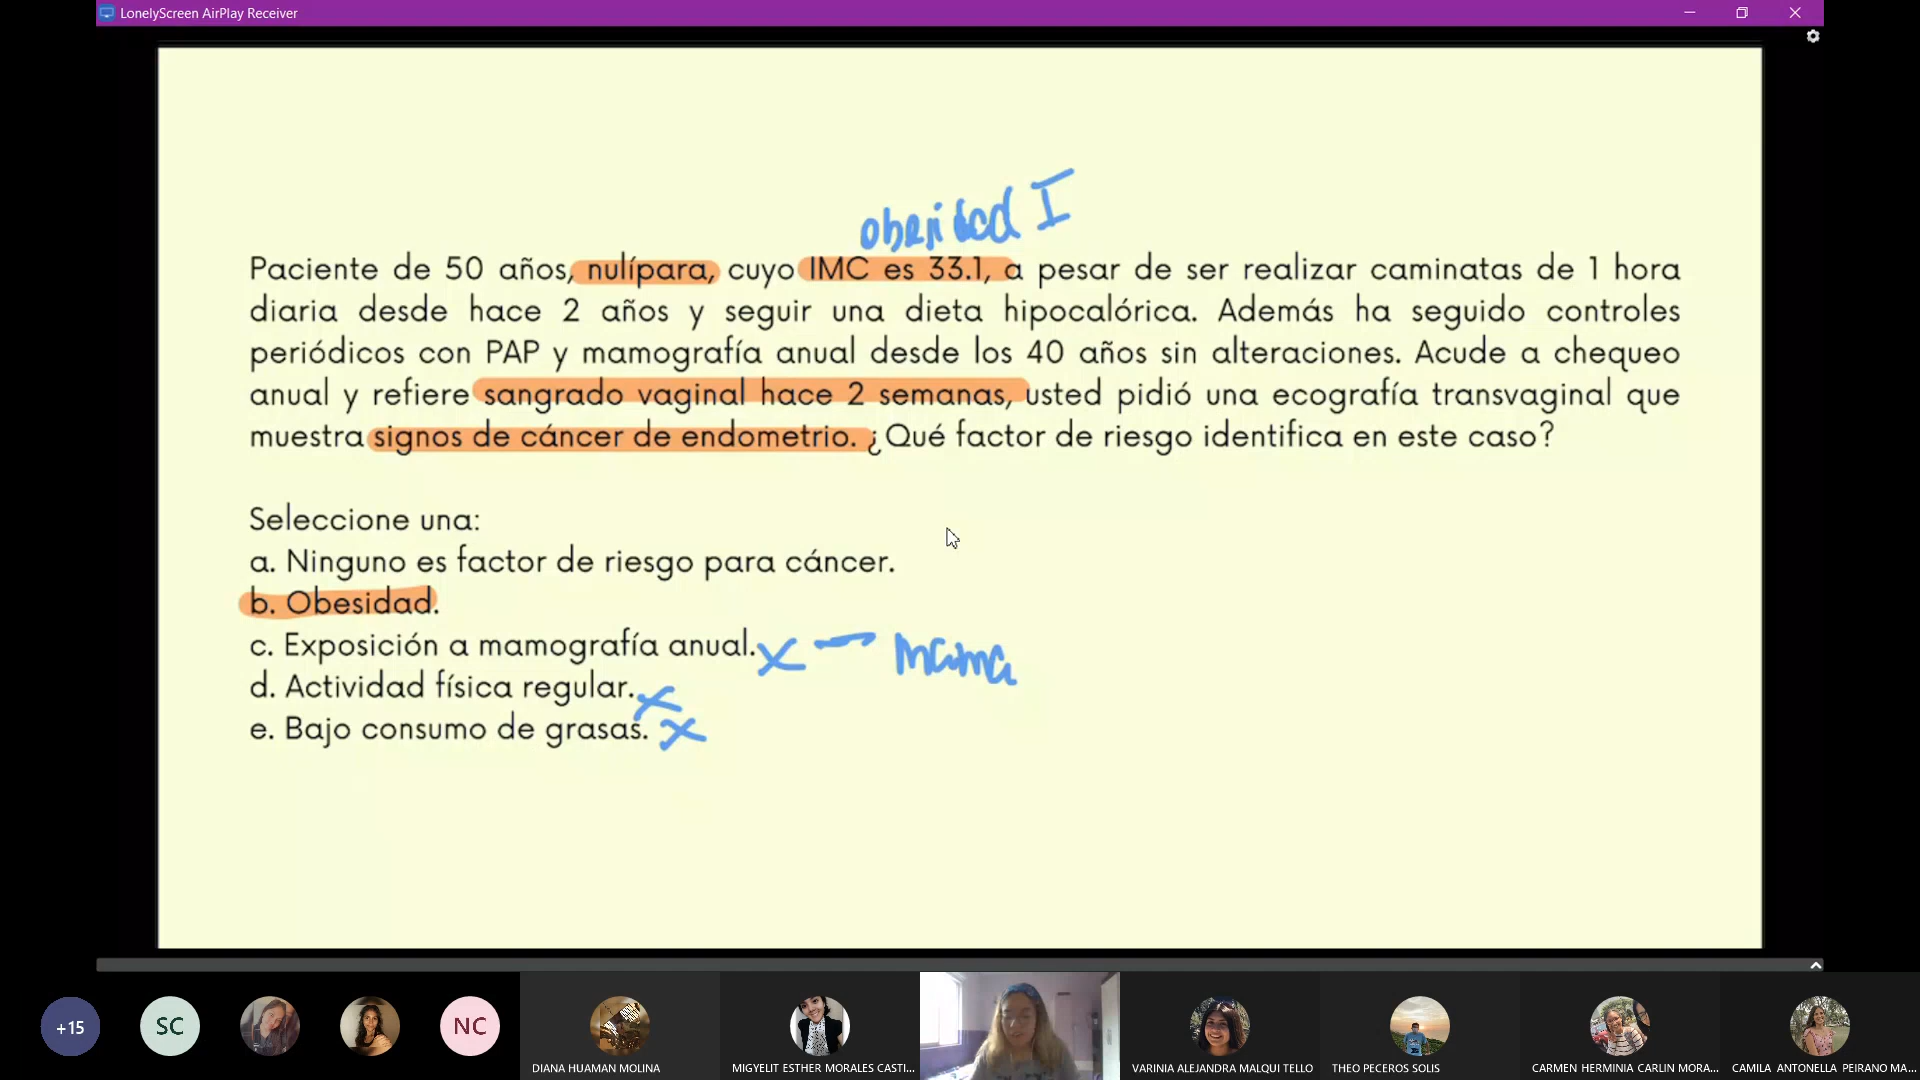 LonelyScreen AirPlay Receiver
obesidad I
Paciente de 50 años, nulípara, cuyo IMC es 33.1, a pesar de ser realizar caminatas de 1 hora
diaria desde hace 2 años y seguir una dieta hipocalórica. Además ha seguido controles
periódicos con PAP y mamografía anual desde los 40 años sin alteraciones. Acude a chequeo
anual y refiere sangrado vaginal hace 2 semanas, usted pidió una ecografía transvaginal que
muestra signos de cáncer de endometrio. ¿Qué factor de riesgo identifica en este caso?
Seleccione una:
a. Ninguno es factor de riesgo para cáncer.
b. Obesidad.
c. Exposición a mamografía anual. x — mama
d. Actividad física regular. x
e. Bajo consumo de grasas. x
+15
SC
NC
DIANA HUAMAN MOLINA
MIGYELIT ESTHER MORALES CASTI...
VARINIA ALEJANDRA MALQUI TELLO
THEO PECEROS SOLIS
CARMEN HERMINIA CARLIN MORA...
CAMILA ANTONELLA PEIRANO MA...